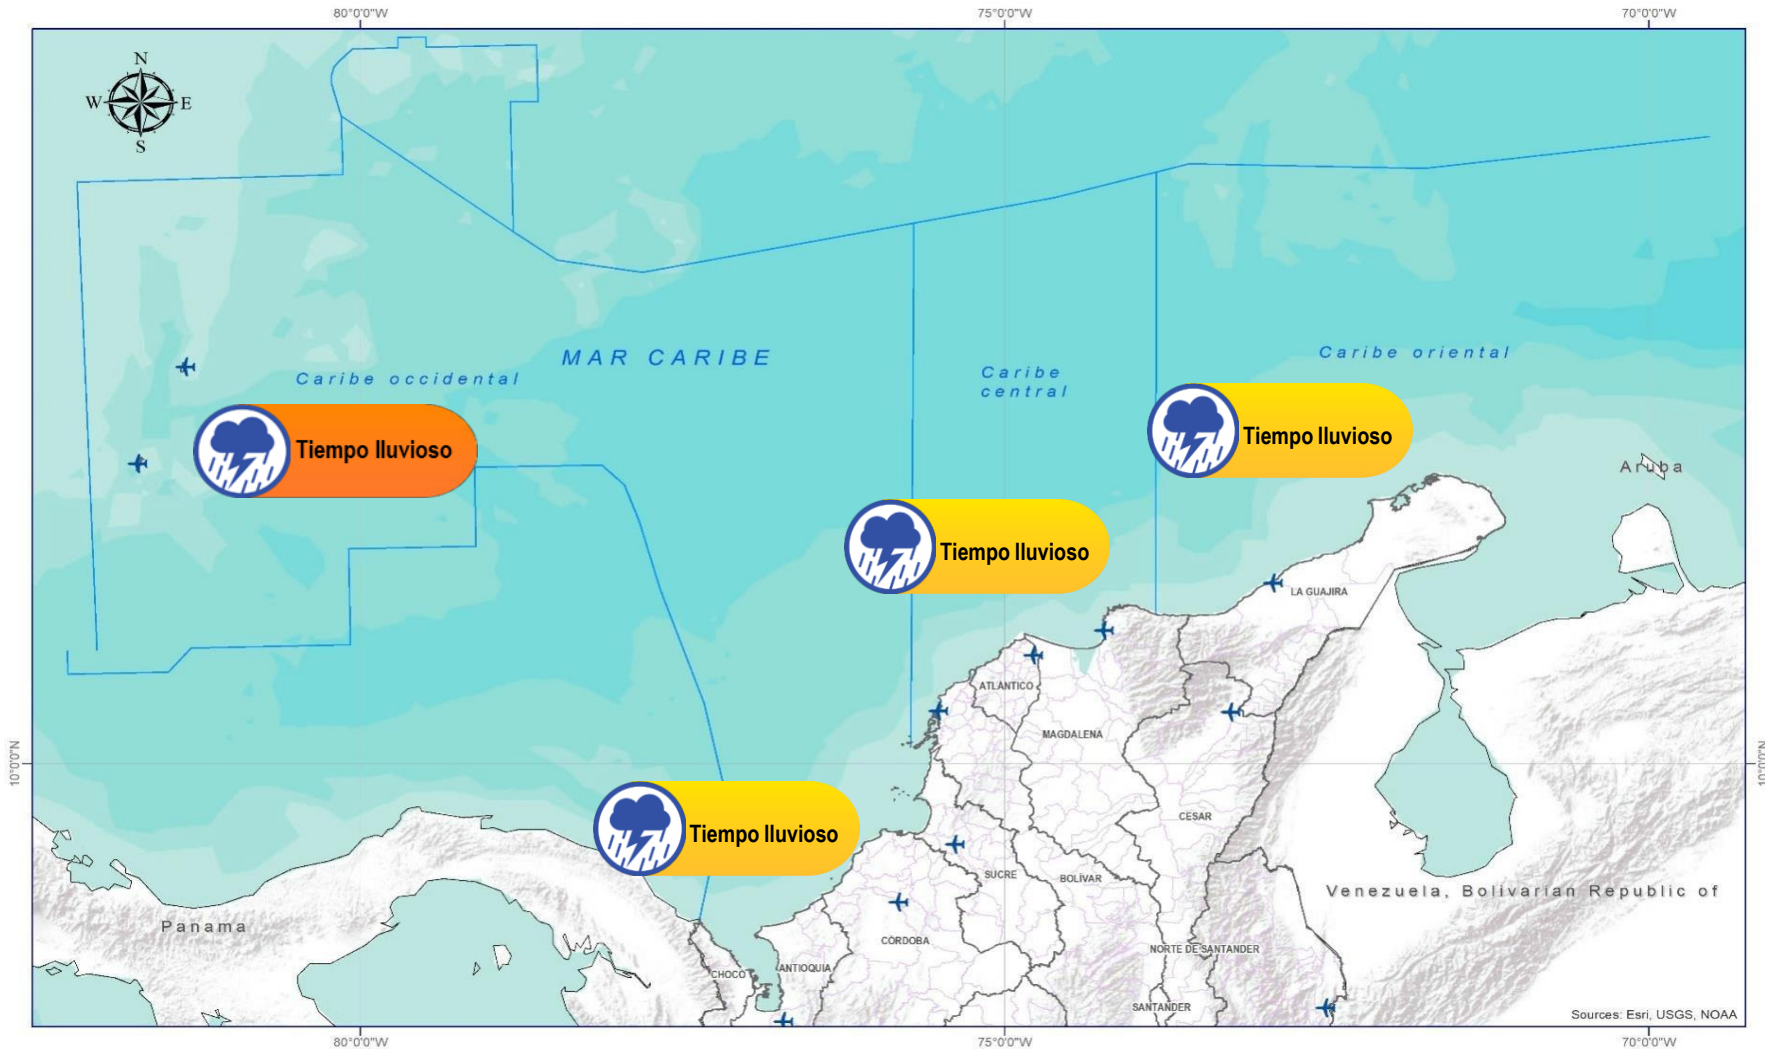 80°0'0"W
75°0'0"W
70°0'0"W
N
W
E
S
MAR CARIBE
Caribe occidental
Caribe
central
Caribe oriental
Tiempo lluvioso
Tiempo lluvioso
Aruba
Tiempo lluvioso
LA GUAJIRA
ATLANTICO
MAGDALENA
10°0'0"N
10°0'0"N
Tiempo lluvioso
CESAR
SUCRE
BOLÍVAR
Venezuela, Bolivarian Republic of
Panama
CÓRDOBA
NORTE DE SANTANDER
CHOCO
ANTIOQUIA
SANTANDER
Sources: Esri, USGS, NOAA
80°0'0"W
75°0'0"W
70°0'0"W